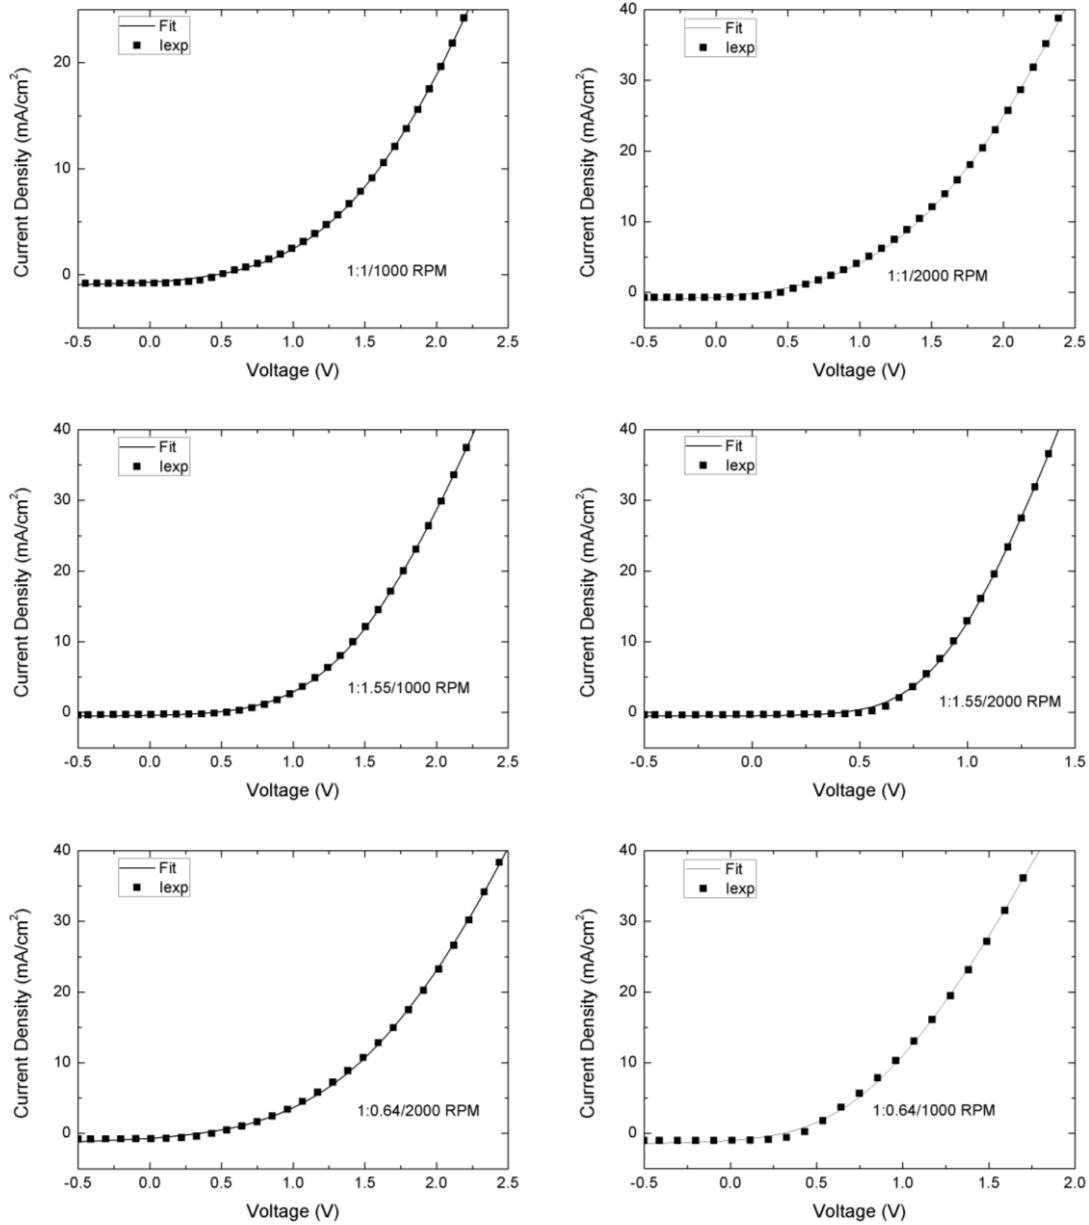 Fit
Iexp
Current Density (mA/cm²)
20
10
0
1:1/1000 RPM
-0.5 0.0 0.5 1.0 1.5 2.0 2.5
Voltage (V)
Fit
Iexp
Current Density (mA/cm²)
40
30
20
10
0
1:1/2000 RPM
-0.5 0.0 0.5 1.0 1.5 2.0 2.5
Voltage (V)
Fit
Iexp
Current Density (mA/cm²)
40
30
20
10
0
1:1.55/1000 RPM
-0.5 0.0 0.5 1.0 1.5 2.0 2.5
Voltage (V)
Fit
Iexp
Current Density (mA/cm²)
40
30
20
10
0
1:1.55/2000 RPM
-0.5 0.0 0.5 1.0 1.5
Voltage (V)
Fit
Iexp
Current Density (mA/cm²)
40
30
20
10
0
1:0.64/2000 RPM
-0.5 0.0 0.5 1.0 1.5 2.0 2.5
Voltage (V)
Fit
Iexp
Current Density (mA/cm²)
40
30
20
10
0
1:0.64/1000 RPM
-0.5 0.0 0.5 1.0 1.5 2.0
Voltage (V)